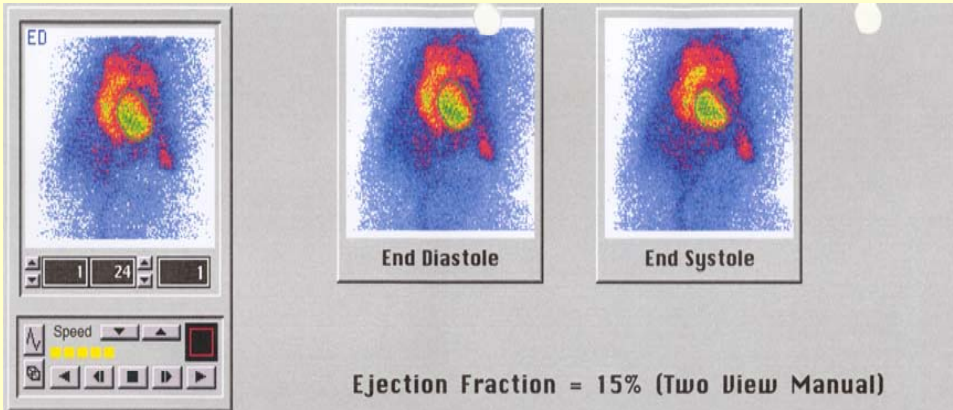 ED
End Diastole
End Systole
1 24 1
Speed
Ejection Fraction = 15% (Two View Manual)